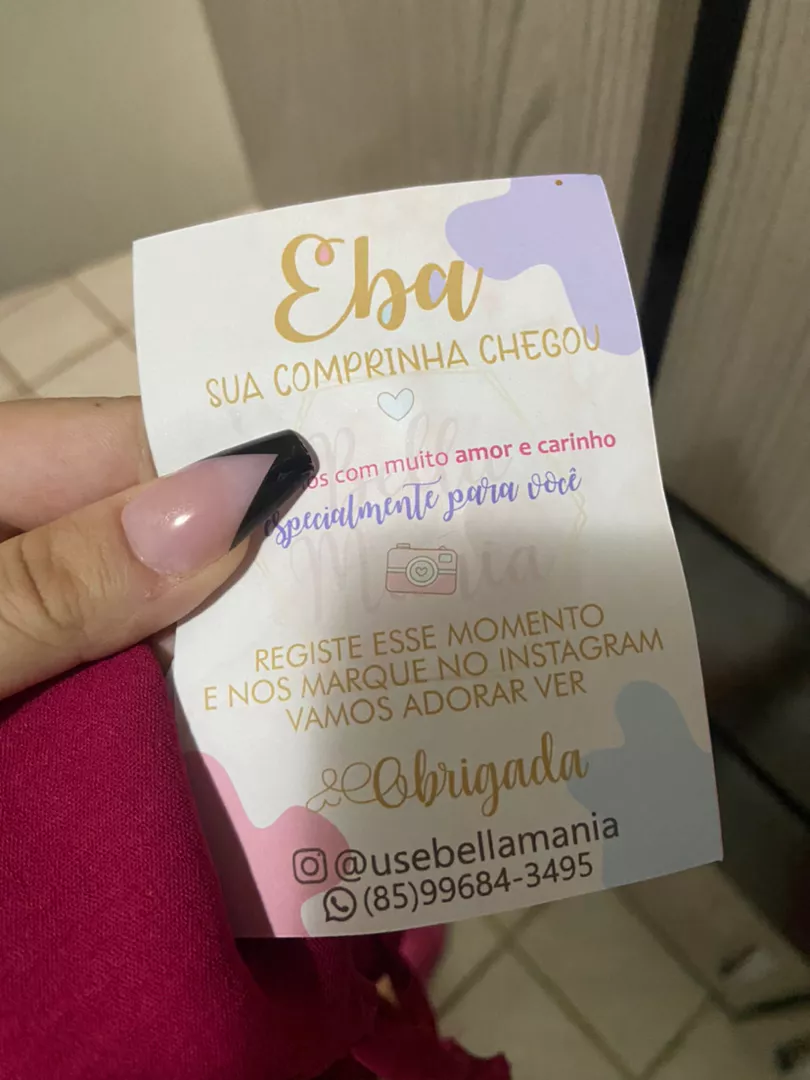 Eba
SUA COMPRINHA CHEGOU
com muito amor e carinho
especialmente para você
REGISTE ESSE MOMENTO
E NOS MARQUE NO INSTAGRAM
VAMOS ADORAR VER
Obrigada
@usebellamania
(85)99684-3495